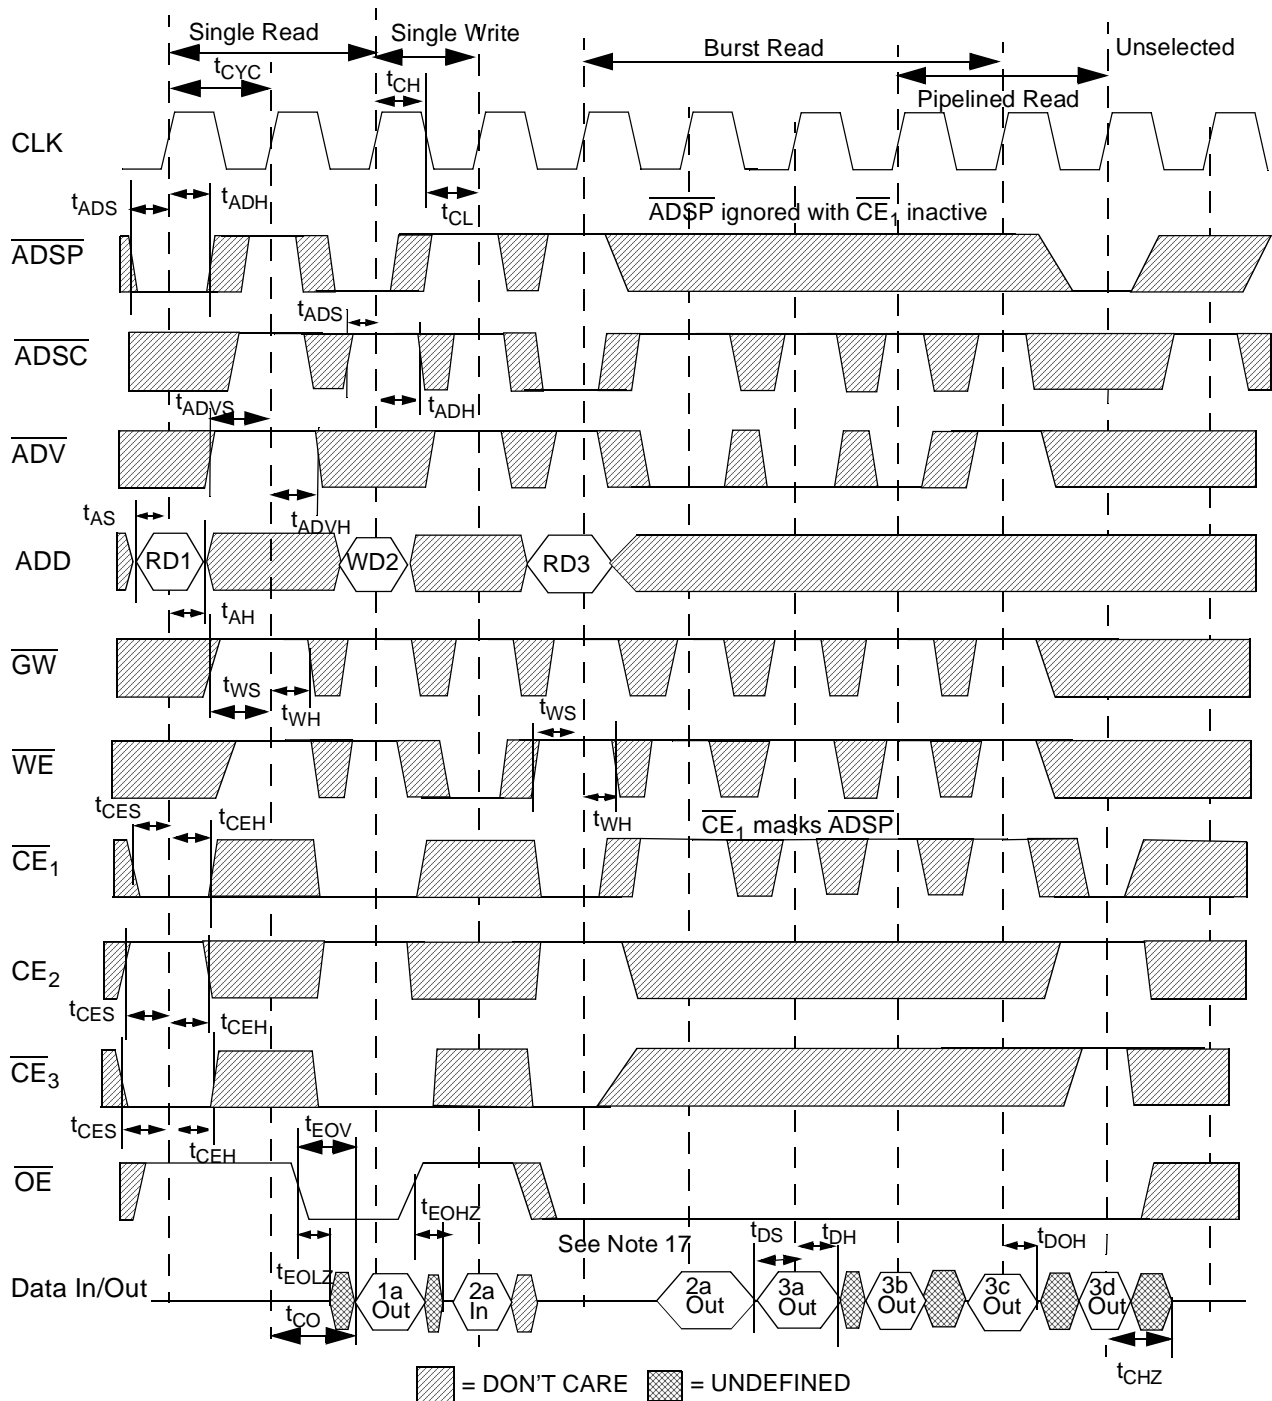 Single Read
Single Write
Burst Read
Unselected
tCYC
tCH
Pipelined Read
CLK
tADS
tADH
tCL
ADSP ignored with CE1 inactive
ADSP
tADS
ADSC
tADVS
tADH
ADV
tAS
tADVH
ADD
RD1
WD2
RD3
tAH
GW
tWS
tWH
tWS
WE
tCES
tCEH
tWH
CE1 masks ADSP
CE1
CE2
tCES
tCEH
CE3
tCES
tCEH
tEOV
OE
tEOHZ
See Note 17
tDS
tDH
tDOH
tEOLZ
Data In/Out
1a Out
2a In
2a Out
3a Out
3b Out
3c Out
3d Out
tCO
tCHZ
= DON'T CARE
= UNDEFINED